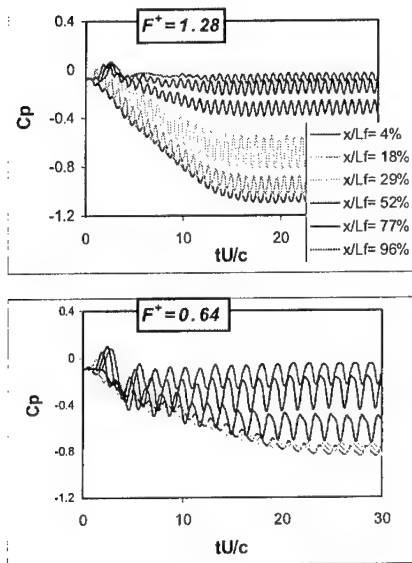 F+=1.28
0.4
0
-0.4
-0.8
-1.2
Cp
0 10 20
tU/c
x/Lf= 4%
x/Lf= 18%
x/Lf= 29%
x/Lf= 52%
x/Lf= 77%
x/Lf= 96%
F+=0.64
0.4
0
-0.4
-0.8
-1.2
Cp
0 10 20 30
tU/c